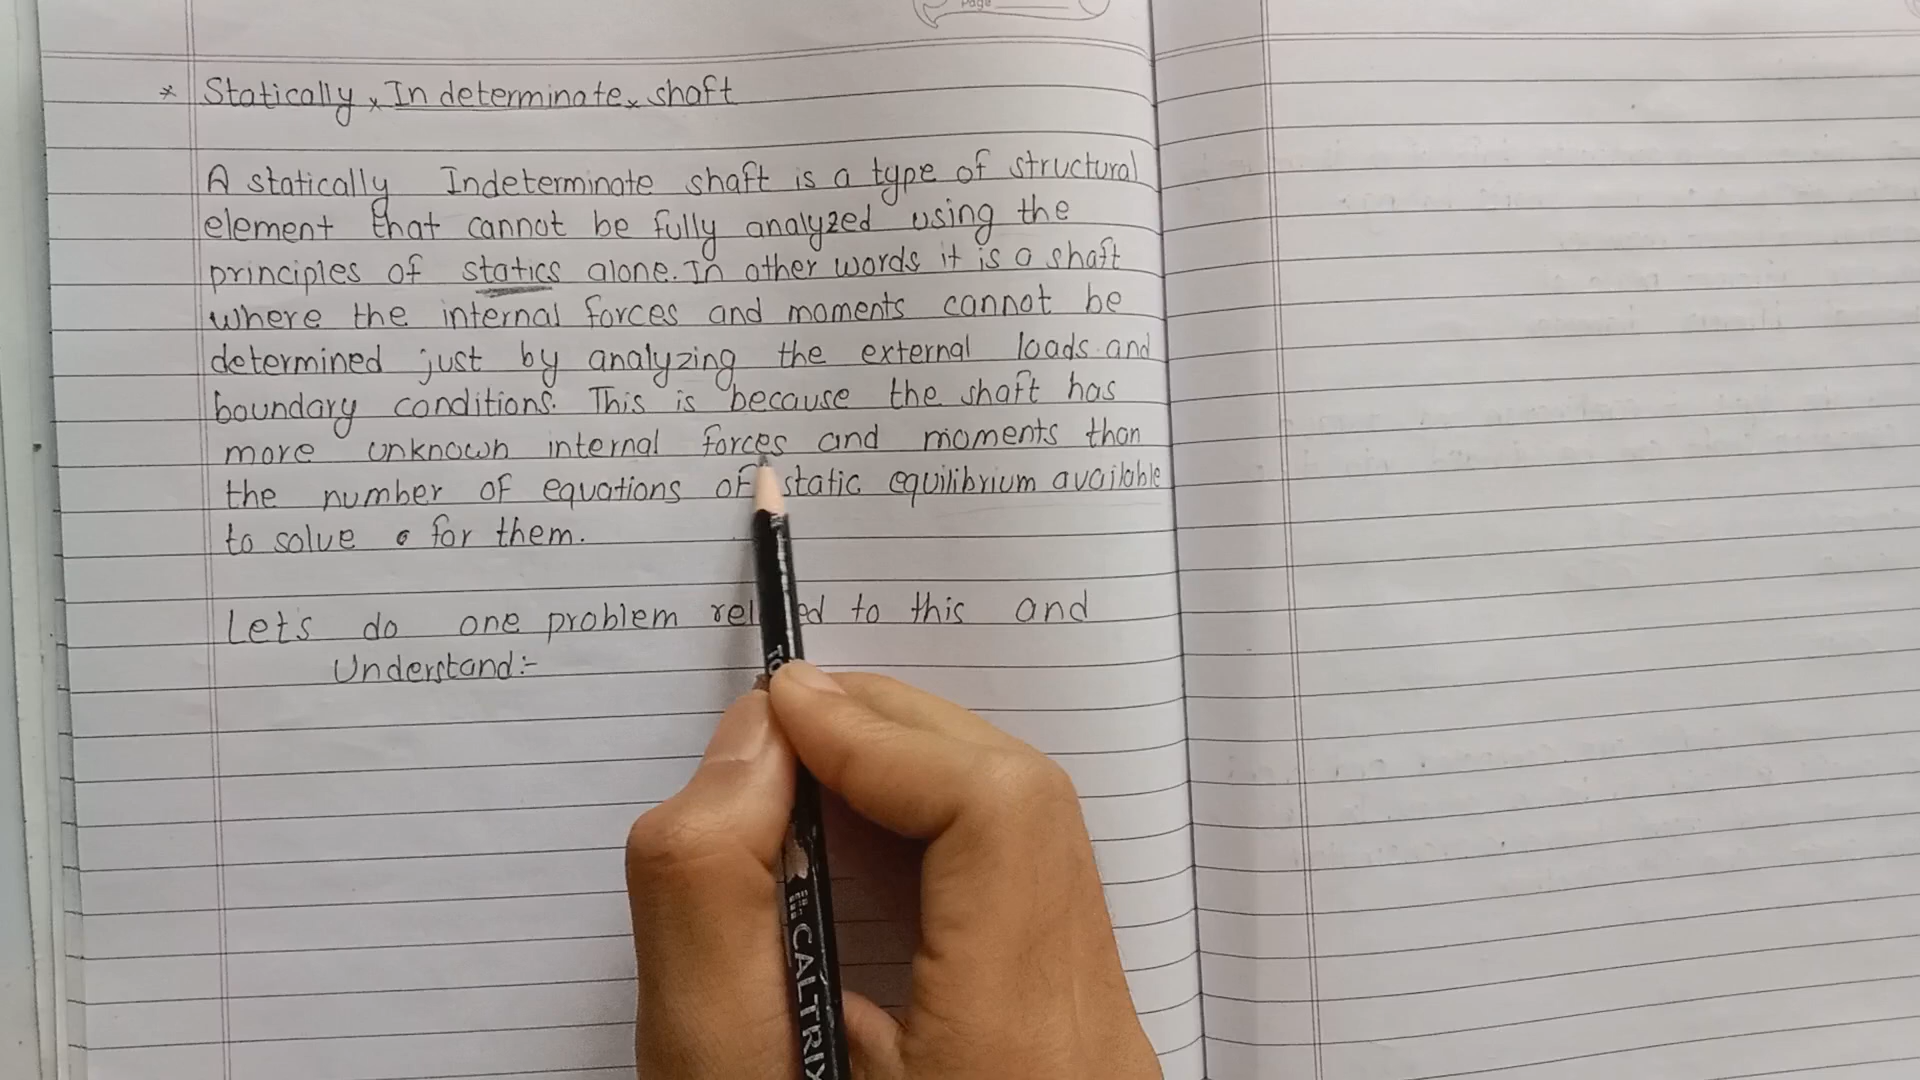 Page
* Statically x Indeterminate x shaft
A statically Indeterminate shaft is a type of structural
element that cannot be fully analyzed using the
principles of statics alone. In other words it is a shaft
where the internal forces and moments cannot be
determined just by analyzing the external loads and
boundary conditions. This is because the shaft has
more unknown internal forces and moments than
the number of equations of static equilibrium available
to solve for them.
Lets do one problem rel ed to this and
Understand:-
CALTRIX